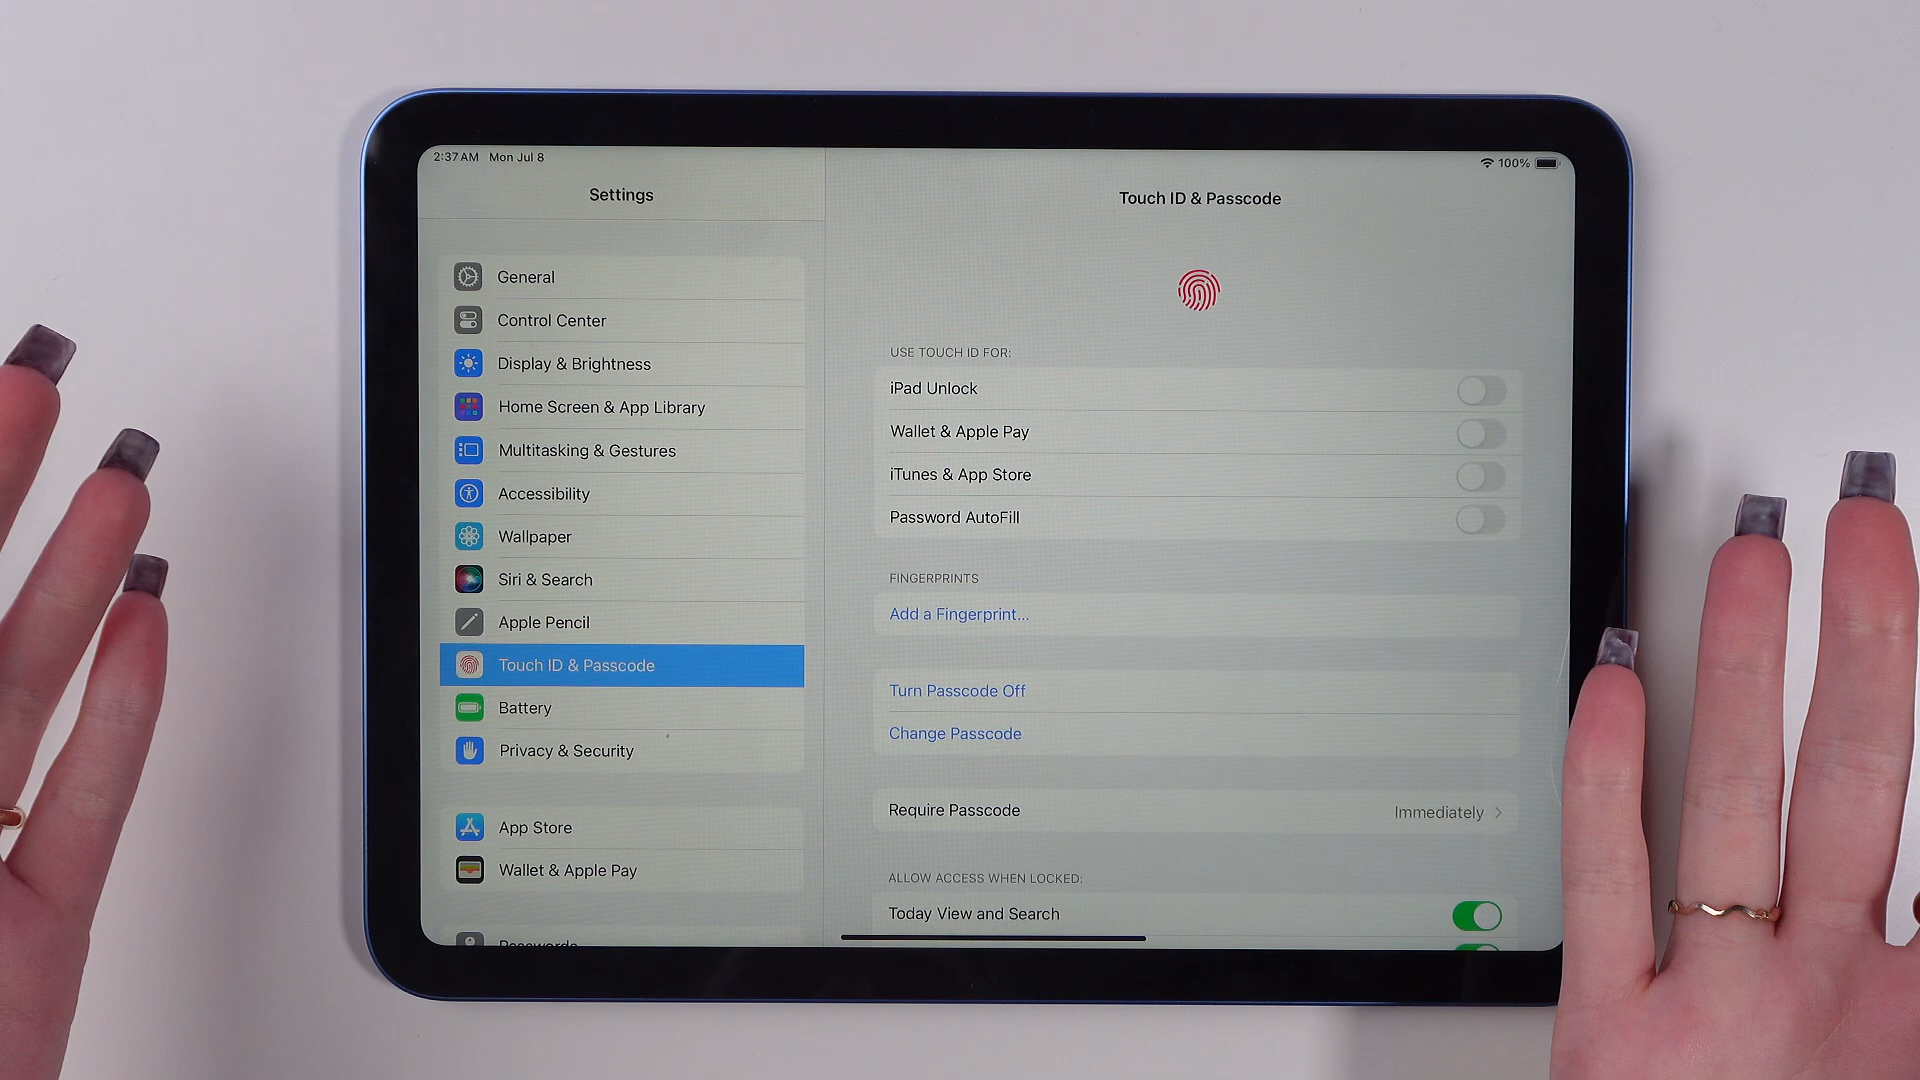 2:37 AM Mon Jul 8
100%
Settings
General
Control Center
Display & Brightness
Home Screen & App Library
Multitasking & Gestures
Accessibility
Wallpaper
Siri & Search
Apple Pencil
Touch ID & Passcode
Battery
Privacy & Security
App Store
Wallet & Apple Pay
Passwords
Touch ID & Passcode
USE TOUCH ID FOR:
iPad Unlock
Wallet & Apple Pay
iTunes & App Store
Password AutoFill
FINGERPRINTS
Add a Fingerprint...
Turn Passcode Off
Change Passcode
Require Passcode Immediately
ALLOW ACCESS WHEN LOCKED:
Today View and Search